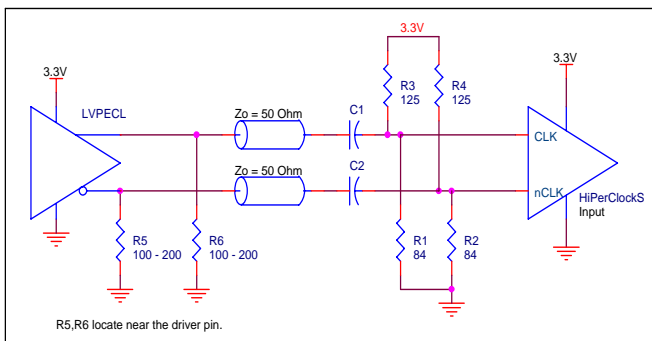 3.3V
3.3V
3.3V
LVPECL
R3
125
R4
125
Zo = 50 Ohm
C1
CLK
Zo = 50 Ohm
C2
nCLK
HiPerClockS
Input
R5
100 - 200
R6
100 - 200
R1
84
R2
84
R5,R6 locate near the driver pin.